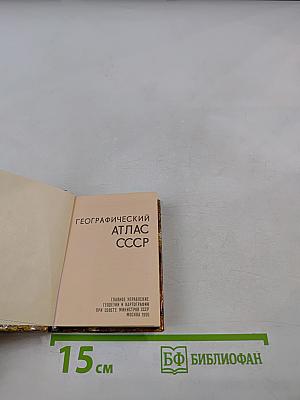 ГЕОГРАФИЧЕСКИЙ
АТЛАС
СССР
ГЛАВНОЕ УПРАВЛЕНИЕ
ГЕОДЕЗИИ И КАРТОГРАФИИ
ПРИ СОВЕТЕ МИНИСТРОВ СССР
МОСКВА
15 см
БФ БИБЛИОФАН